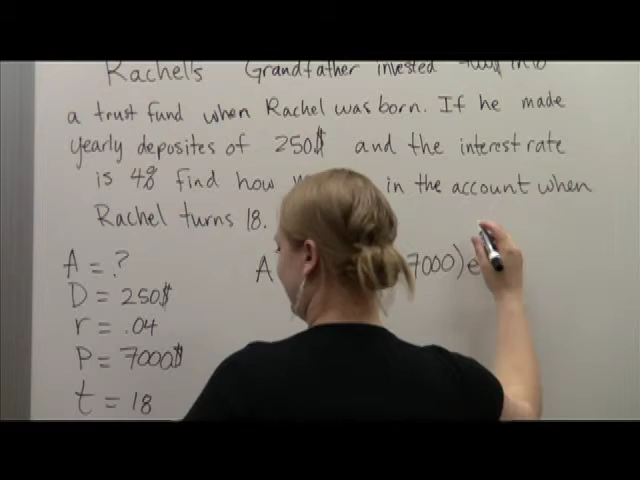 Rachel's Grandfather invested
a trust fund when Rachel was born. If he made
yearly deposites of 250$ and the interest rate
is 4% find how in the account when
Rachel turns 18.
A = ?
A 7000)e
D = 250$
r = .04
P = 7000$
t = 18